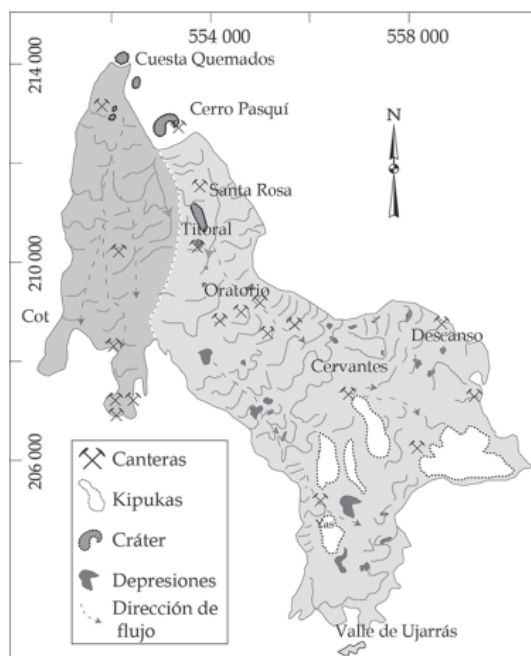 554 000
558 000
214 000
210 000
206 000
Cuesta Quemados
Cerro Pasquí
N
Santa Rosa
Titoral
Oratorio
Cot
Descanso
Cervantes
Yas
Valle de Ujarrás
Canteras
Kipukas
Cráter
Depresiones
Dirección de
flujo